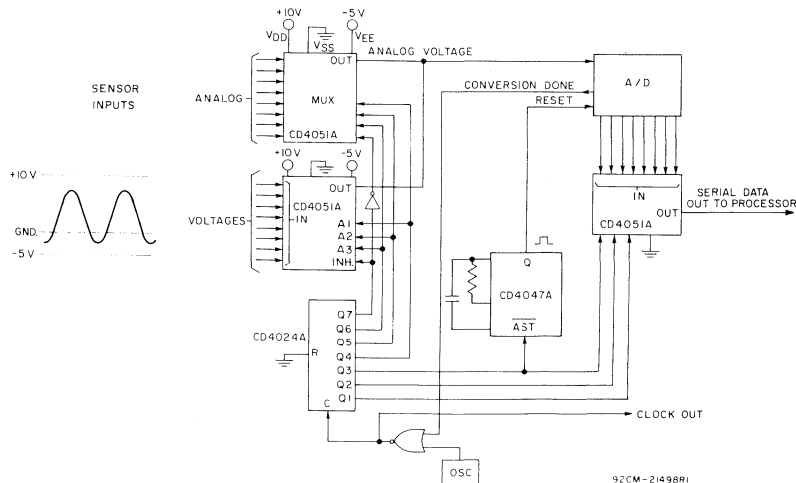 +10V
-5V
VDD
VSS
VEE
ANALOG VOLTAGE
OUT
SENSOR
INPUTS
ANALOG
MUX
CD4051A
CONVERSION DONE
RESET
A/D
+10V
-5V
+10V
GND.
-5V
VOLTAGES
OUT
CD4051A
IN
A1
A2
A3
INH.
IN
CD4051A
OUT
SERIAL DATA
OUT TO PROCESSOR
Q
CD4047A
AST
CD4024A
R
C
Q7
Q6
Q5
Q4
Q3
Q2
Q1
CLOCK OUT
OSC
92CM-21498R1